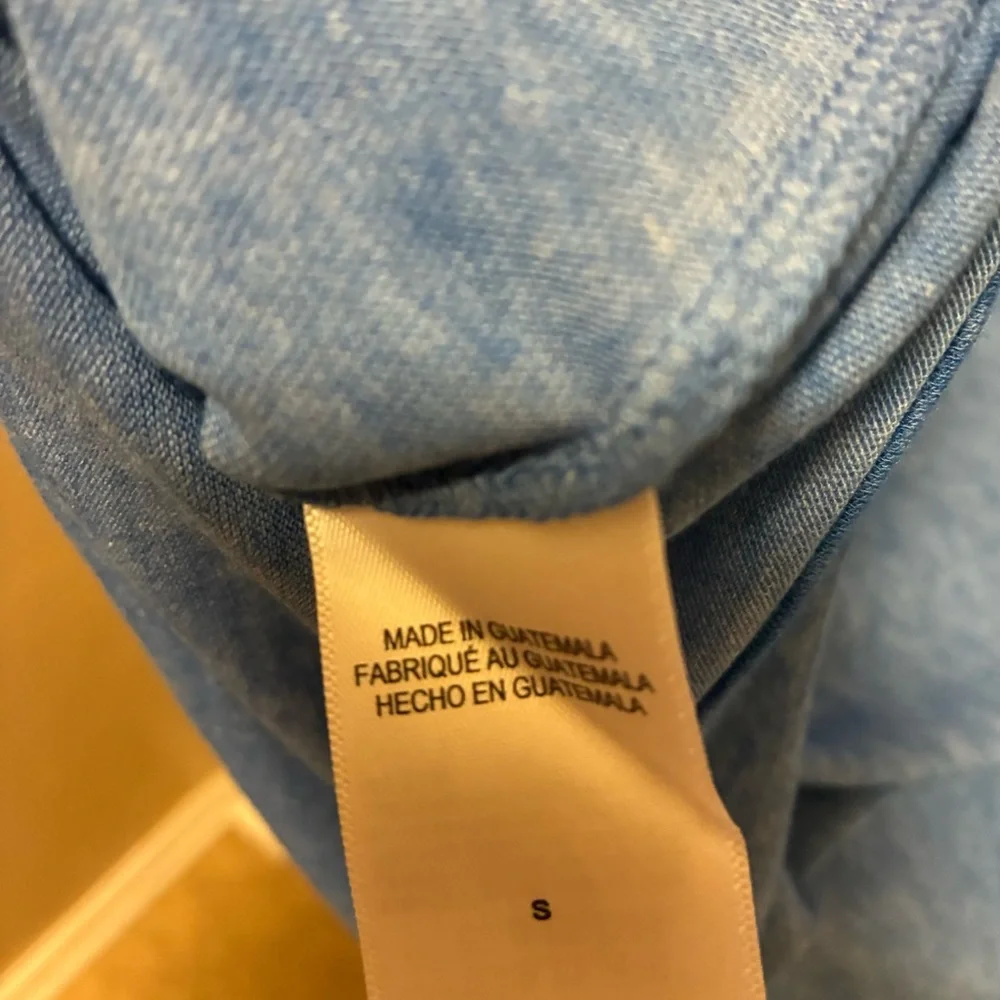 MADE IN GUATEMALA
FABRIQUÉ AU GUATEMALA
HECHO EN GUATEMALA
S